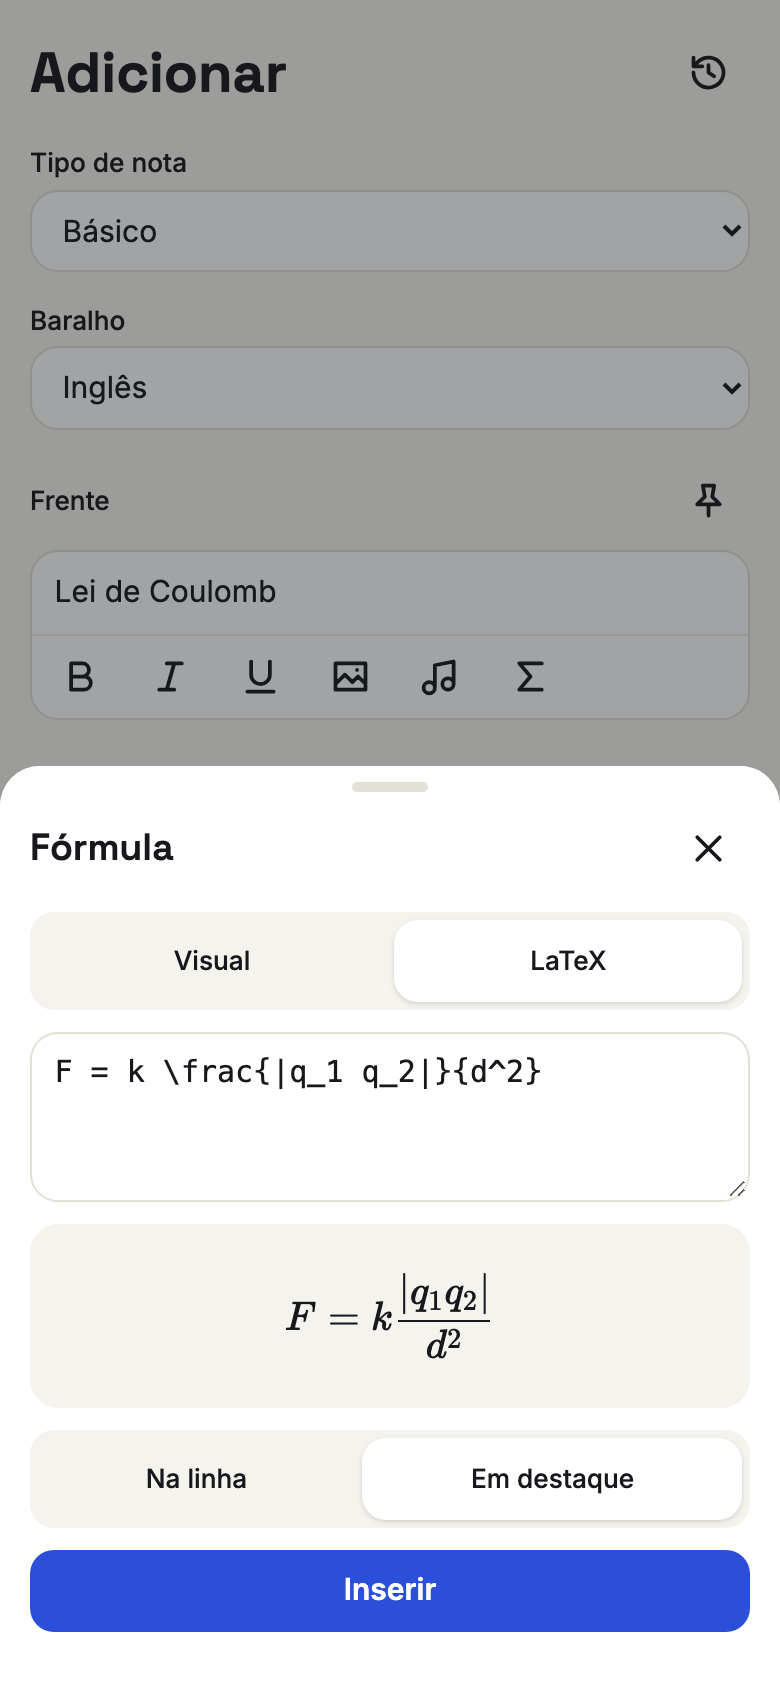 Adicionar
Tipo de nota
Básico
Baralho
Inglês
Frente
Lei de Coulomb
B I U Σ
Fórmula
Visual LaTeX
F = k \frac{|q_1 q_2|}{d^2}
F = k |q₁q₂| / d²
Na linha Em destaque
Inserir